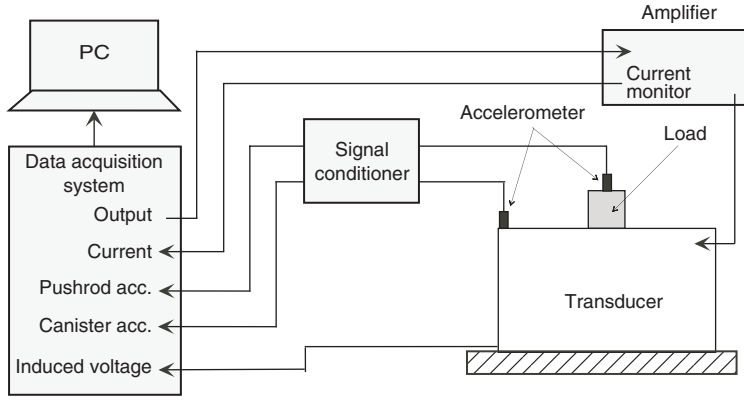 Amplifier
PC
Current
monitor
Accelerometer
Load
Signal
conditioner
Data acquisition
system
Output
Current
Pushrod acc.
Canister acc.
Induced voltage
Transducer